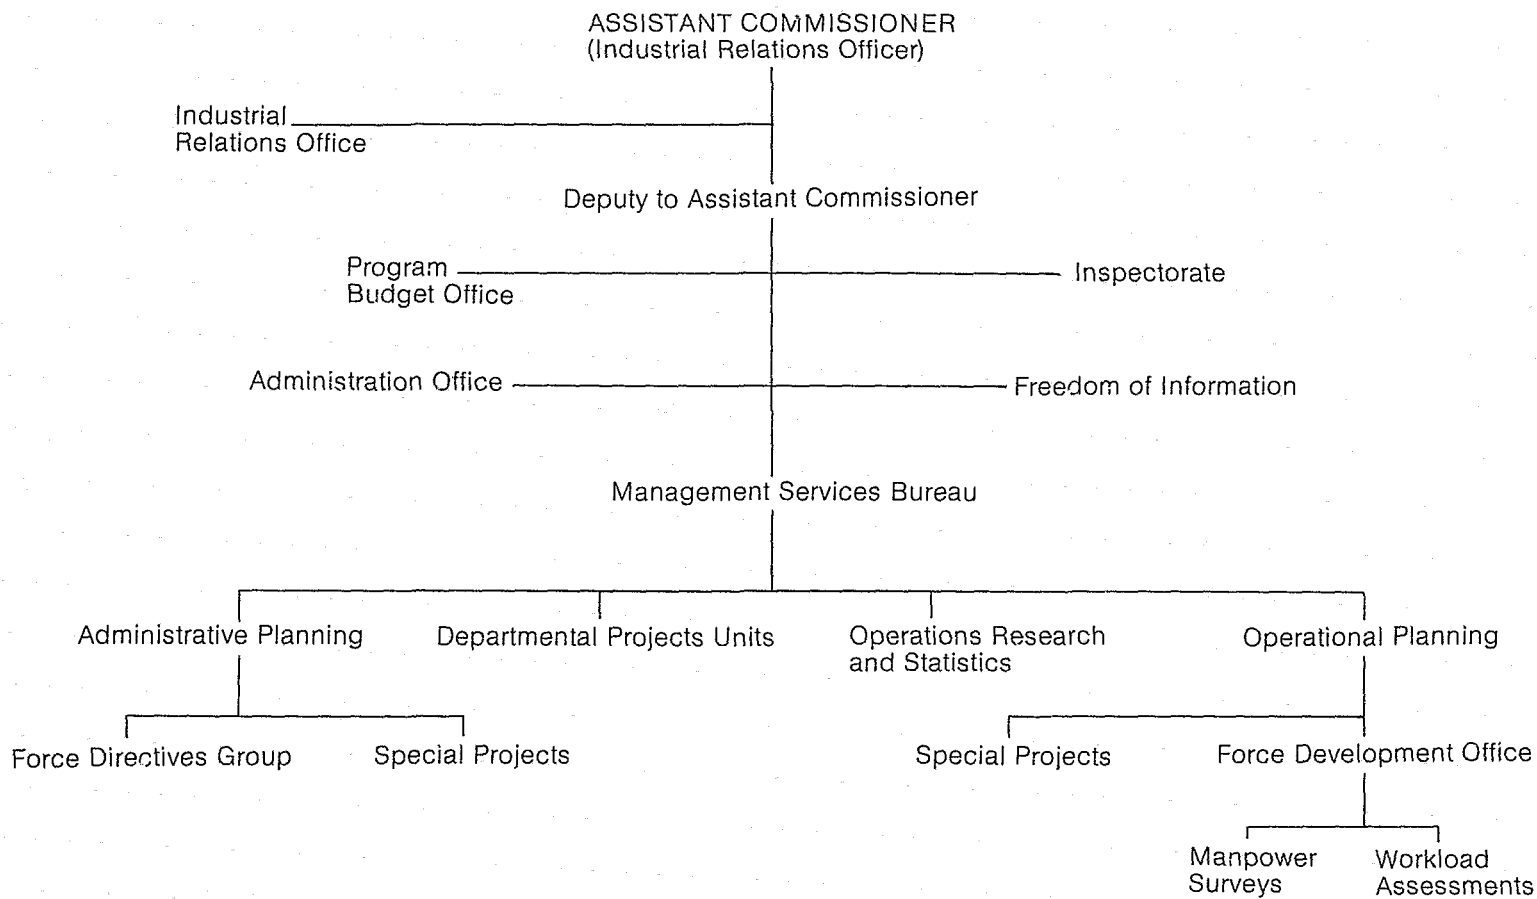 ASSISTANT COMMISSIONER
(Industrial Relations Officer)
Industrial
Relations Office
Deputy to Assistant Commissioner
Program
Budget Office
Inspectorate
Administration Office
Freedom of Information
Management Services Bureau
Administrative Planning
Departmental Projects Units
Operations Research
and Statistics
Operational Planning
Force Directives Group
Special Projects
Special Projects
Force Development Office
Manpower
Surveys
Workload
Assessments